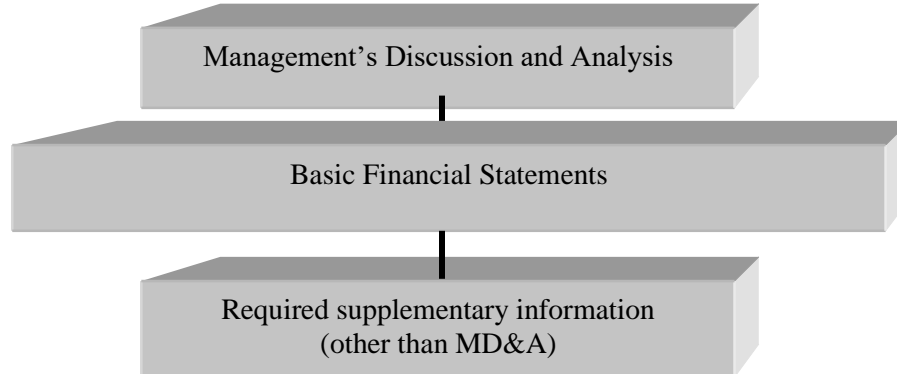 Management’s Discussion and Analysis
Basic Financial Statements
Required supplementary information
(other than MD&A)